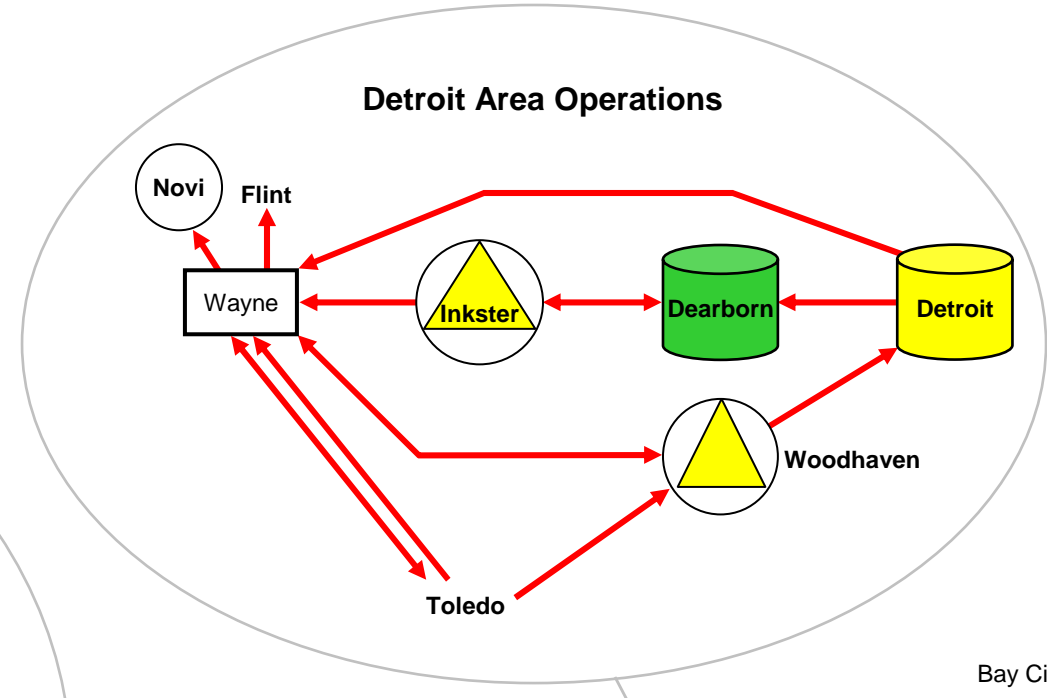 Detroit Area Operations
Novi
Flint
Wayne
Inkster
Dearborn
Detroit
Woodhaven
Toledo
Bay Ci